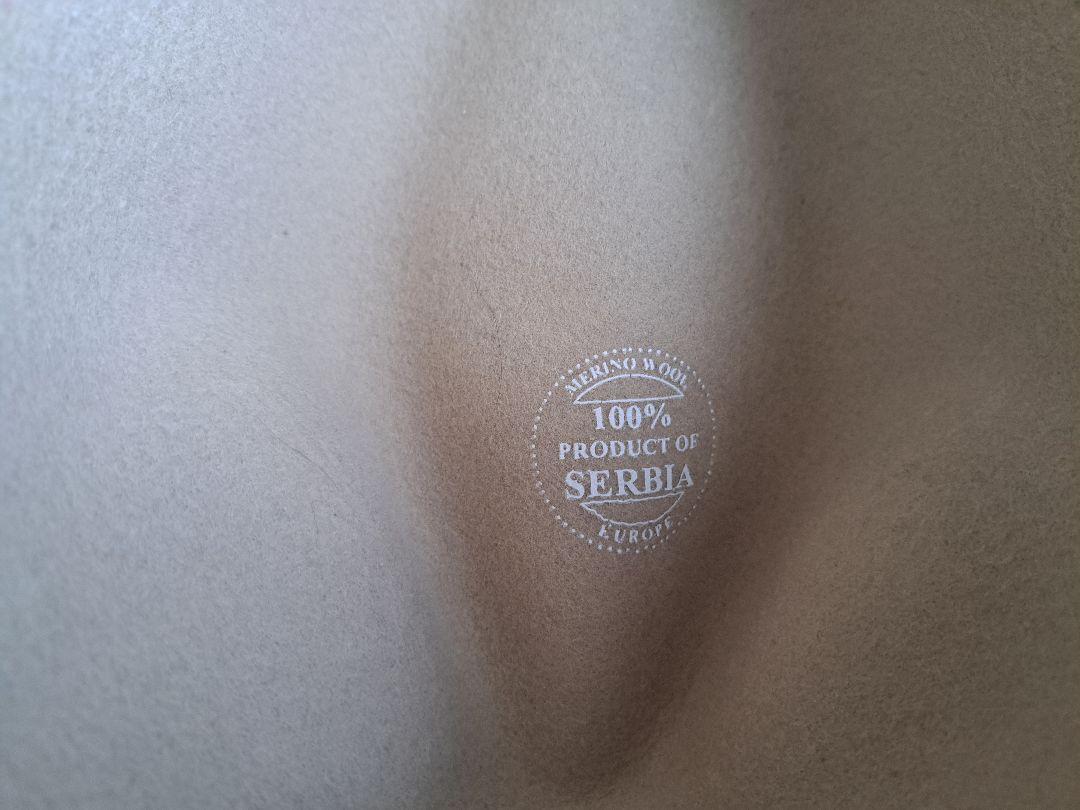 MERINO WOOL
100%
PRODUCT OF
SERBIA
EUROPE